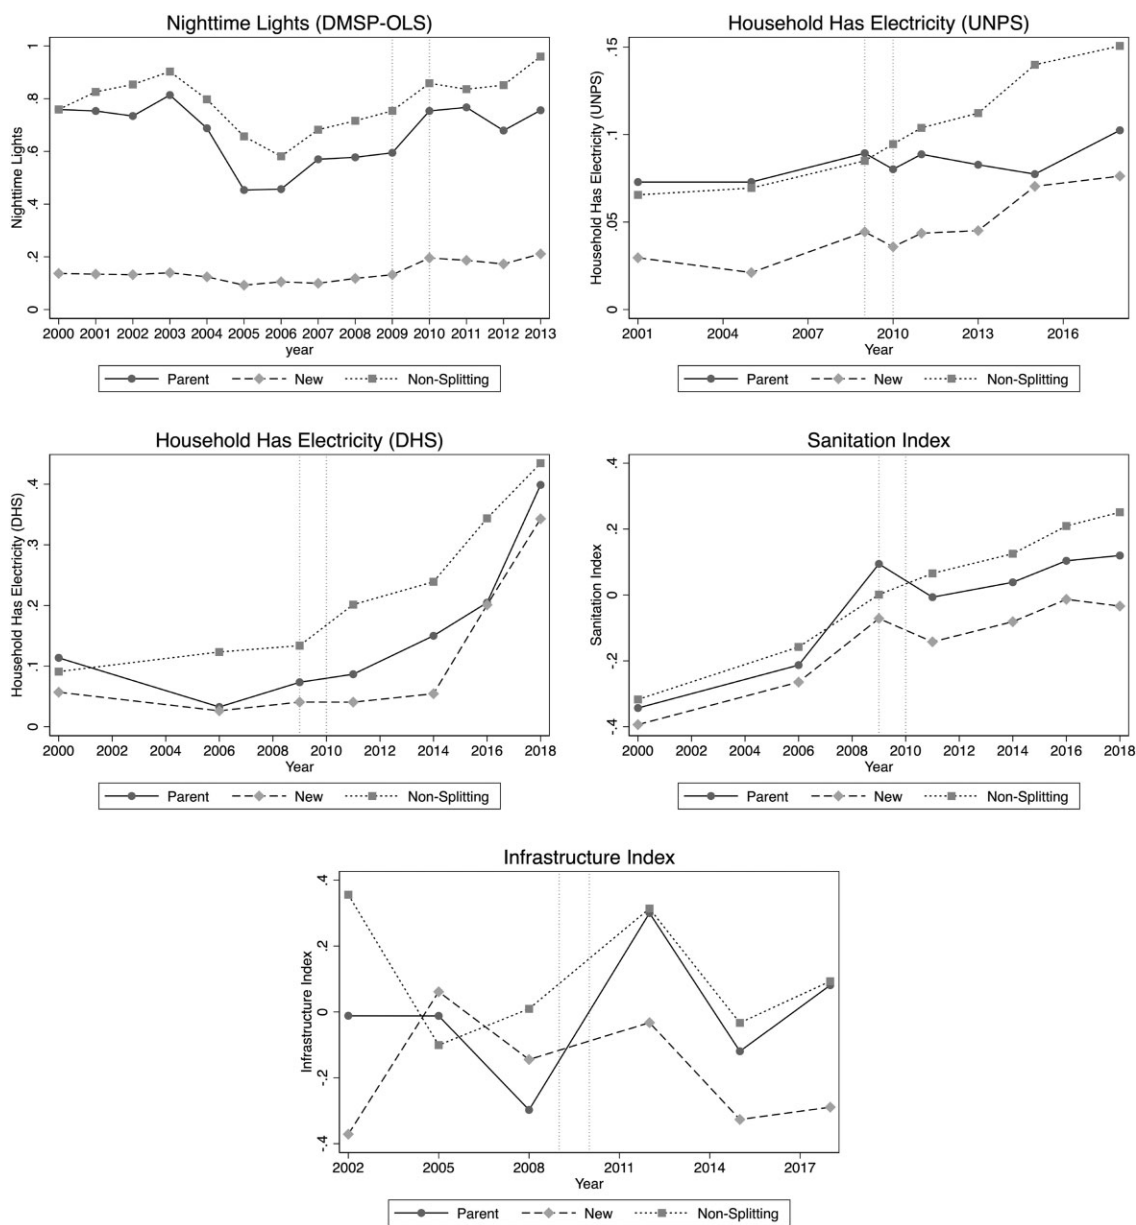 Nighttime Lights (DMSP-OLS)
Nighttime Lights
0 .2 .4 .6 .8 1
2000 2001 2002 2003 2004 2005 2006 2007 2008 2009 2010 2011 2012 2013
year
Parent New Non-Splitting
Household Has Electricity (UNPS)
Household Has Electricity (UNPS)
0 .05 .1 .15
2001 2004 2007 2010 2013 2016
Year
Parent New Non-Splitting
Household Has Electricity (DHS)
Household Has Electricity (DHS)
0 .1 .2 .3 .4
2000 2002 2004 2006 2008 2010 2012 2014 2016 2018
Year
Parent New Non-Splitting
Sanitation Index
Sanitation Index
-.4 -.2 0 .2 .4
2000 2002 2004 2006 2008 2010 2012 2014 2016 2018
Year
Parent New Non-Splitting
Infrastructure Index
Infrastructure Index
-.4 -.2 0 .2 .4
2002 2005 2008 2011 2014 2017
Year
Parent New Non-Splitting